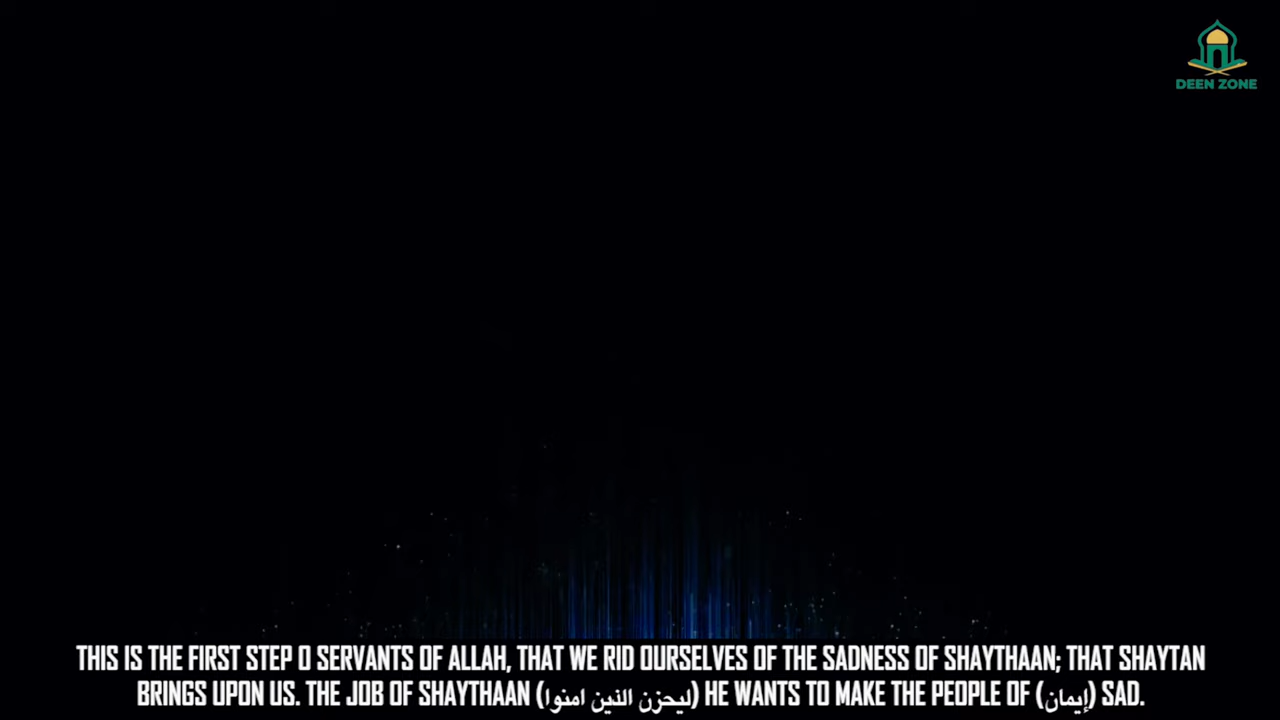 DEEN ZONE
THIS IS THE FIRST STEP O SERVANTS OF ALLAH, THAT WE RID OURSELVES OF THE SADNESS OF SHAYTHAAN; THAT SHAYTAN
BRINGS UPON US. THE JOB OF SHAYTHAAN (ليحزن الذين امنوا) HE WANTS TO MAKE THE PEOPLE OF (إيمان) SAD.